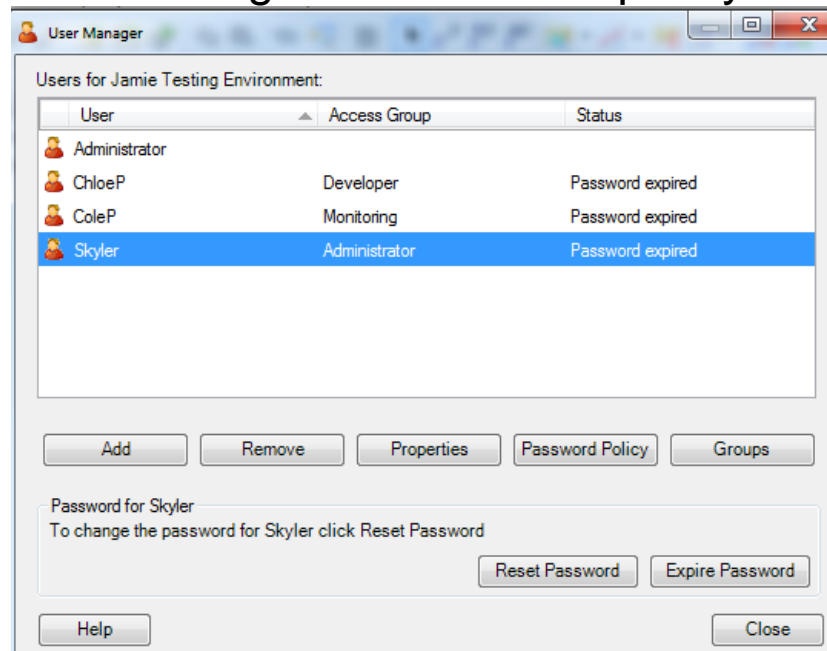 User Manager
Users for Jamie Testing Environment:
User Access Group Status
Administrator
ChloeP Developer Password expired
ColeP Monitoring Password expired
Skyler Administrator Password expired
Add Remove Properties Password Policy Groups
Password for Skyler
To change the password for Skyler click Reset Password
Reset Password Expire Password
Help Close